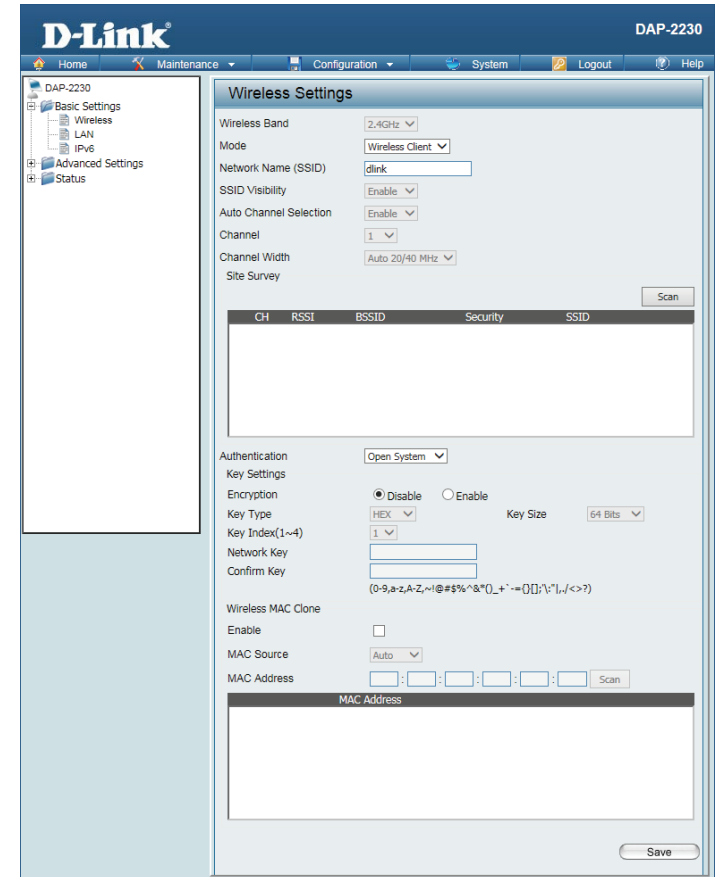 D-Link®
DAP-2230
Home Maintenance Configuration System Logout Help
DAP-2230
Basic Settings
Wireless
LAN
IPv6
Advanced Settings
Status
Wireless Settings
Wireless Band 2.4GHz
Mode Wireless Client
Network Name (SSID) dlink
SSID Visibility Enable
Auto Channel Selection Enable
Channel 1
Channel Width Auto 20/40 MHz
Site Survey
Scan
CH RSSI BSSID Security SSID
Authentication Open System
Key Settings
Encryption Disable Enable
Key Type HEX Key Size 64 Bits
Key Index(1~4) 1
Network Key
Confirm Key
(0-9,a-z,A-Z,~!@#$%^&*()_+`-={}[];'\:"|,./<>?)
Wireless MAC Clone
Enable
MAC Source Auto
MAC Address : : : : : Scan
MAC Address
Save